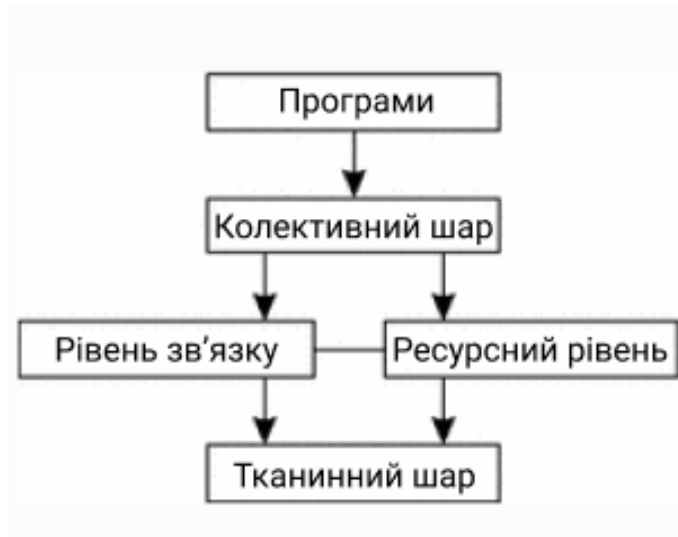 Програми
Колективний шар
Рівень зв’язку
Ресурсний рівень
Тканинний шар